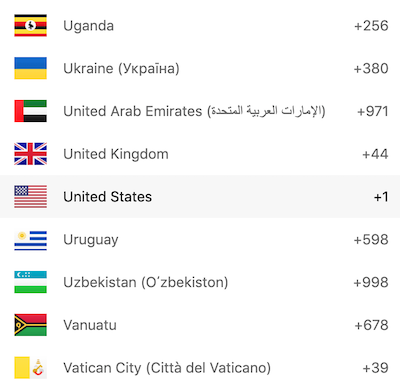 Uganda +256
Ukraine (Україна) +380
United Arab Emirates (الإمارات العربية المتحدة) +971
United Kingdom +44
United States +1
Uruguay +598
Uzbekistan (Oʻzbekiston) +998
Vanuatu +678
Vatican City (Città del Vaticano) +39